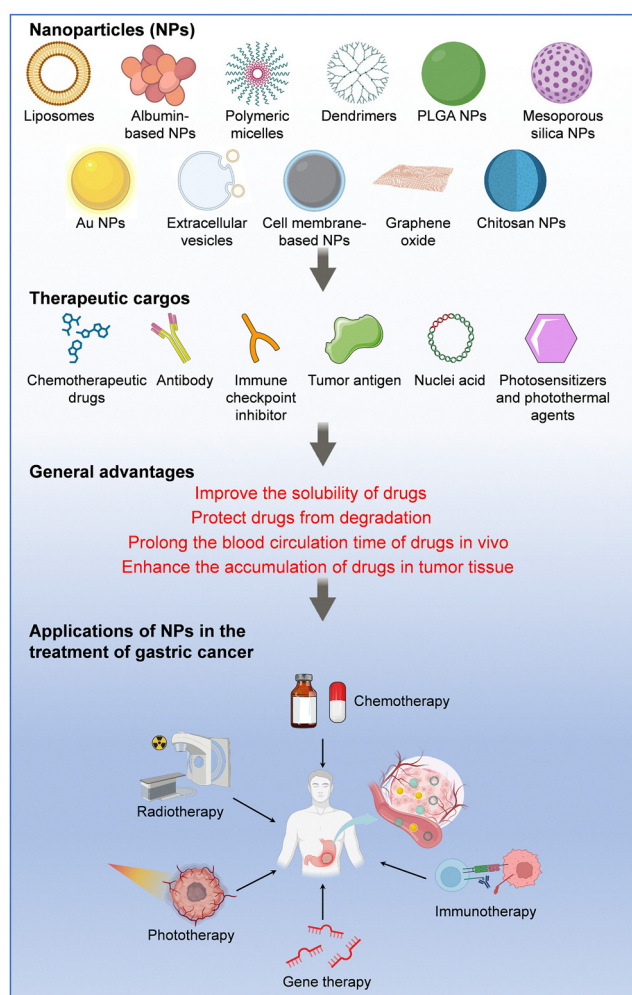 Nanoparticles (NPs)
Liposomes
Albumin-
based NPs
Polymeric
micelles
Dendrimers
PLGA NPs
Mesoporous
silica NPs
Au NPs
Extracellular
vesicles
Cell membrane-
based NPs
Graphene
oxide
Chitosan NPs
Therapeutic cargos
Chemotherapeutic
drugs
Antibody
Immune
checkpoint
inhibitor
Tumor antigen
Nuclei acid
Photosensitizers
and photothermal
agents
General advantages
Improve the solubility of drugs
Protect drugs from degradation
Prolong the blood circulation time of drugs in vivo
Enhance the accumulation of drugs in tumor tissue
Applications of NPs in the
treatment of gastric cancer
Chemotherapy
Radiotherapy
Phototherapy
Immunotherapy
Gene therapy